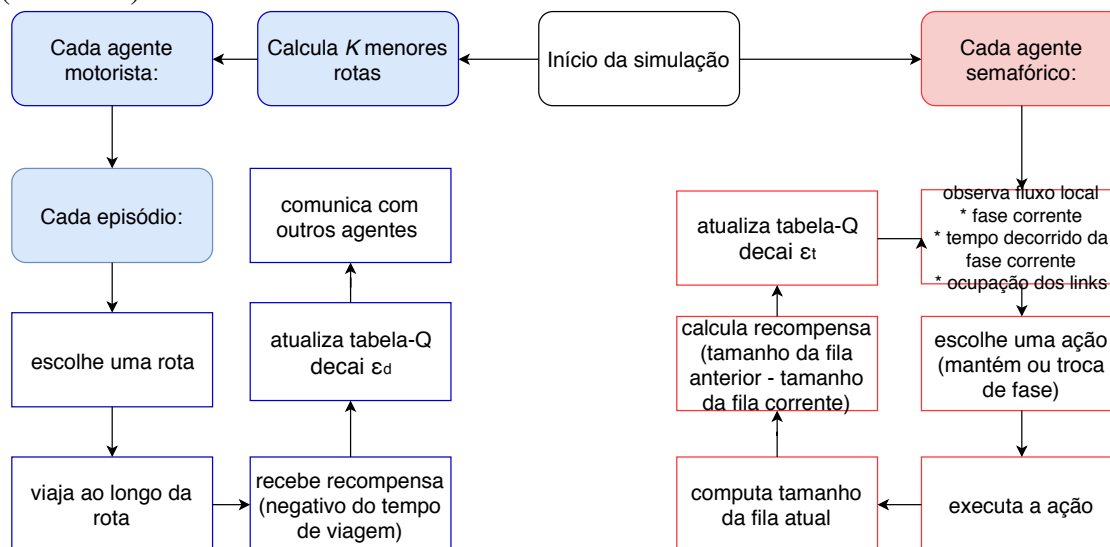 Cada agente
motorista:
Calcula K menores
rotas
Início da simulação
Cada agente
semafórico:
Cada episódio:
comunica com
outros agentes
atualiza tabela-Q
decai εt
observa fluxo local
* fase corrente
* tempo decorrido da
fase corrente
* ocupação dos links
escolhe uma rota
atualiza tabela-Q
decai εd
calcula recompensa
(tamanho da fila
anterior - tamanho
da fila corrente)
escolhe uma ação
(mantém ou troca
de fase)
viaja ao longo da
rota
recebe recompensa
(negativo do tempo
de viagem)
computa tamanho
da fila atual
executa a ação